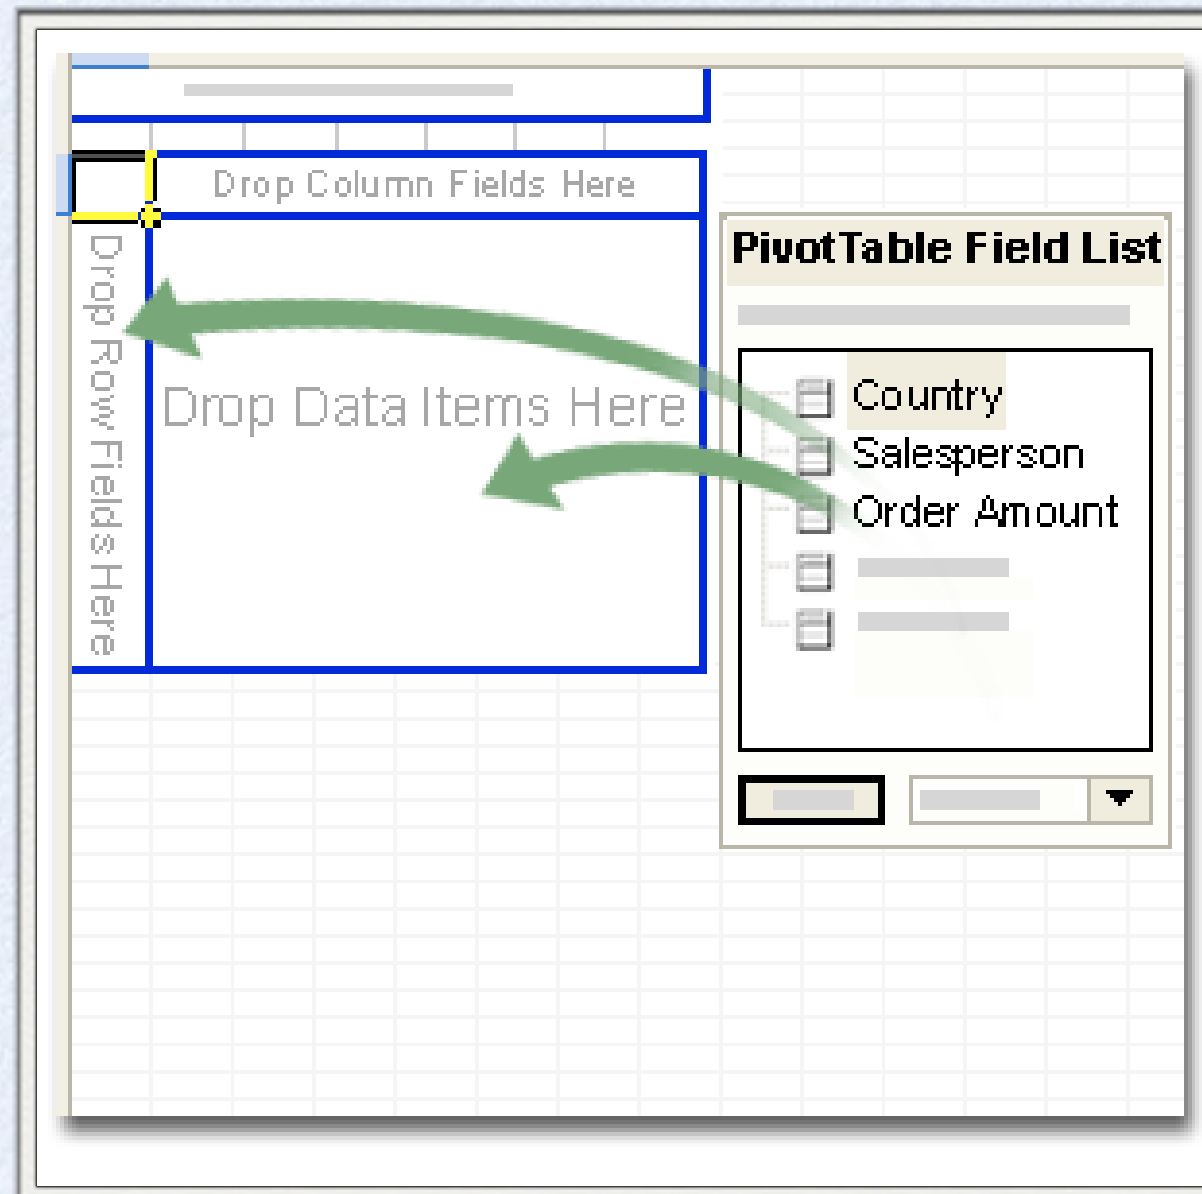 Drop Column Fields Here
Drop Row Fields Here
Drop Data Items Here
PivotTable Field List
Country
Salesperson
Order Amount